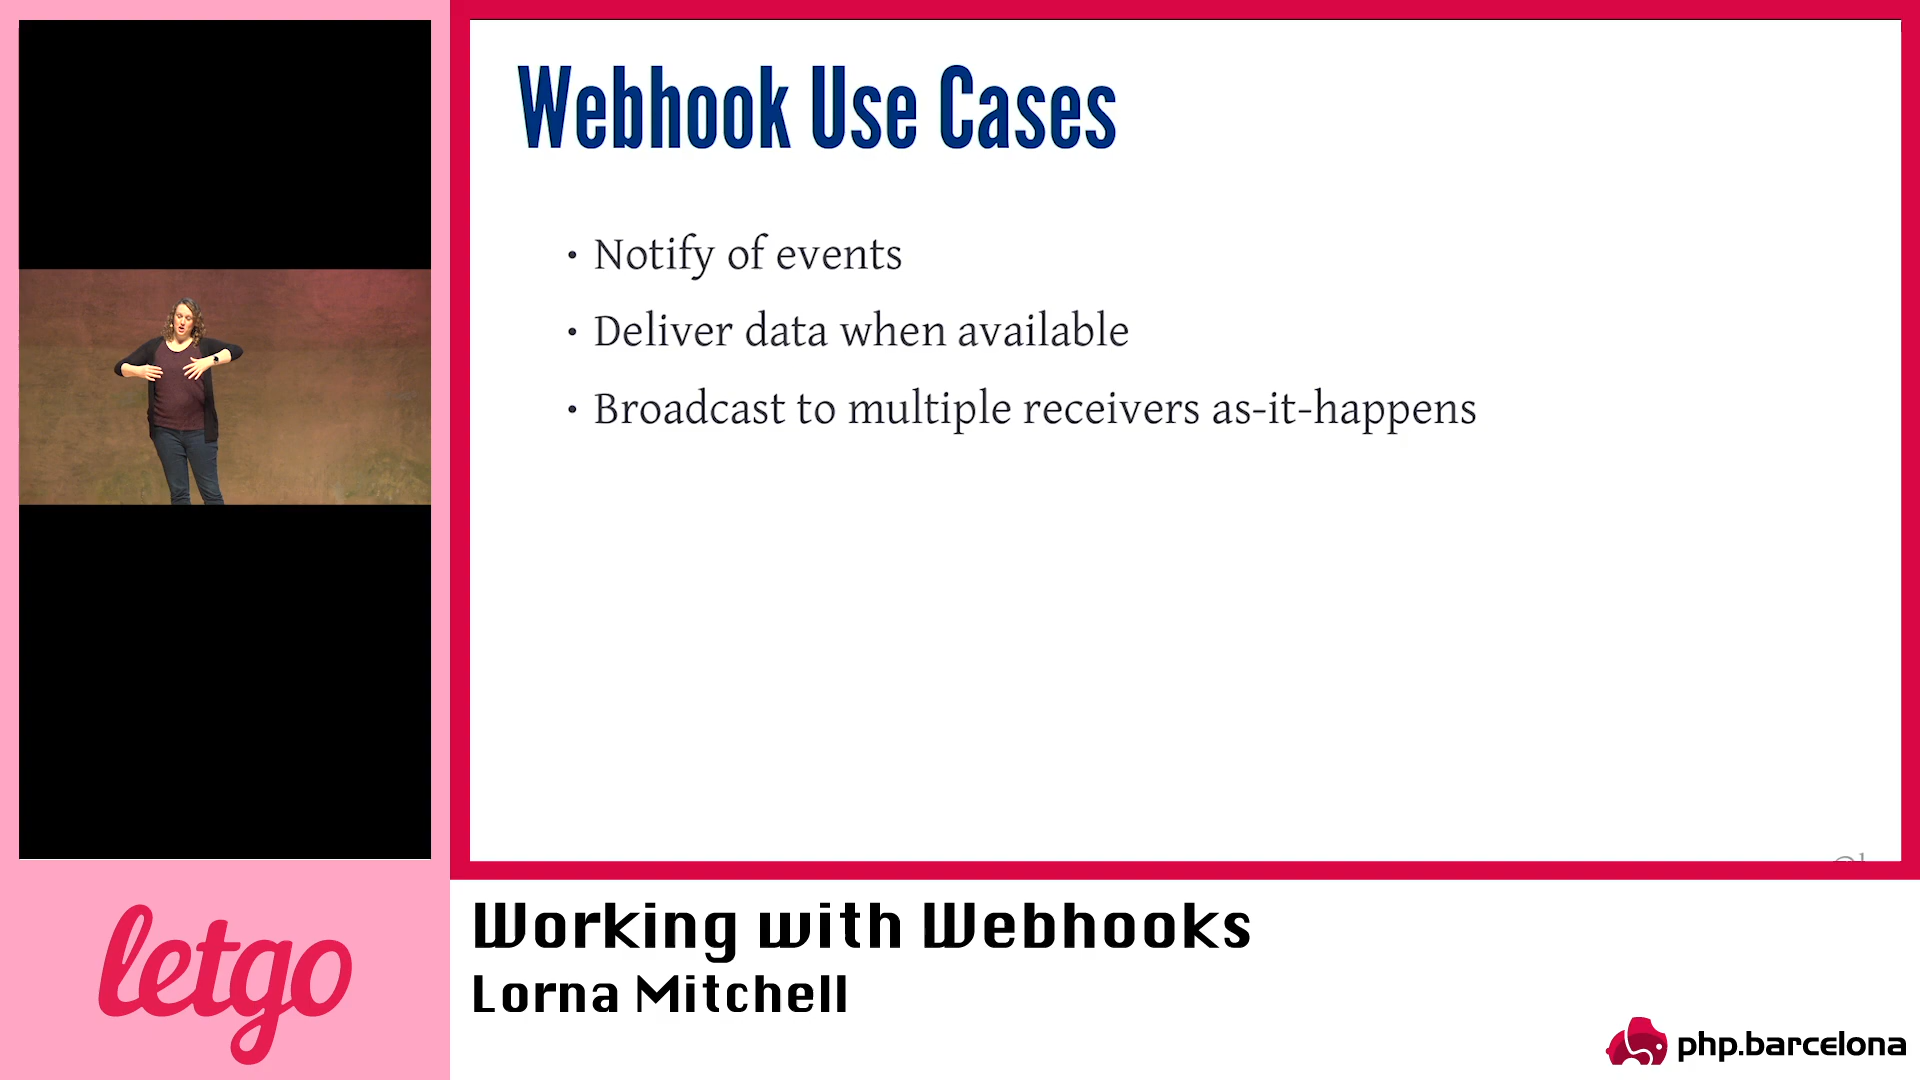 Webhook Use Cases
• Notify of events
• Deliver data when available
• Broadcast to multiple receivers as-it-happens
Working with Webhooks
Lorna Mitchell
letgo
php.barcelona